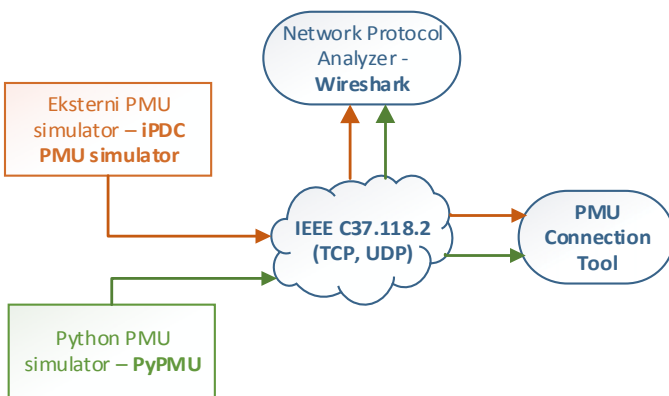 Network Protocol
Analyzer -
Wireshark
Eksterni PMU
simulator – iPDC
PMU simulator
IEEE C37.118.2
(TCP, UDP)
PMU
Connection
Tool
Python PMU
simulator – PyPMU